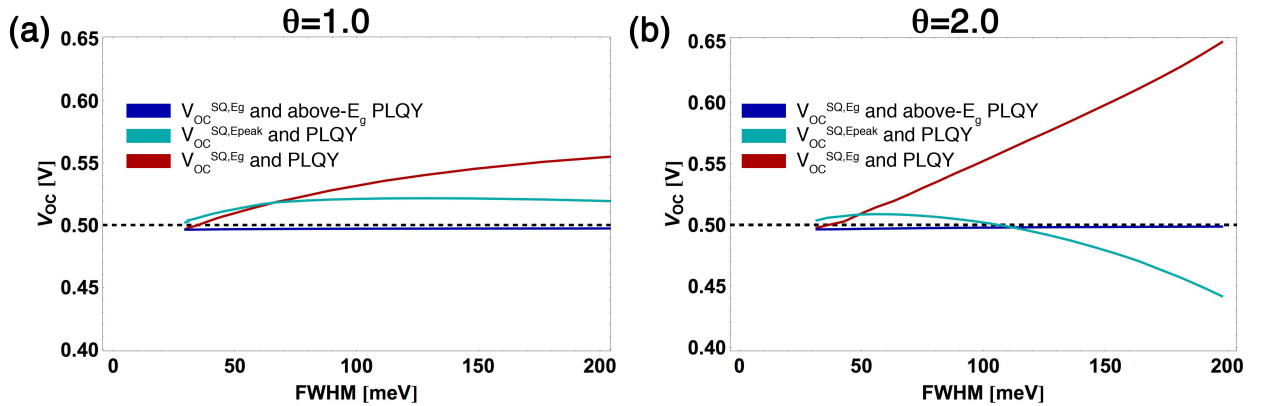 (a) θ=1.0
0.65
0.60
0.55
0.50
0.45
0.40
V_OC [V]
V_OC^SQ,Eg and above-E_g PLQY
V_OC^SQ,Epeak and PLQY
V_OC^SQ,Eg and PLQY
0 50 100 150 200
FWHM [meV]
(b) θ=2.0
0.65
0.60
0.55
0.50
0.45
0.40
V_OC [V]
V_OC^SQ,Eg and above-E_g PLQY
V_OC^SQ,Epeak and PLQY
V_OC^SQ,Eg and PLQY
0 50 100 150 200
FWHM [meV]